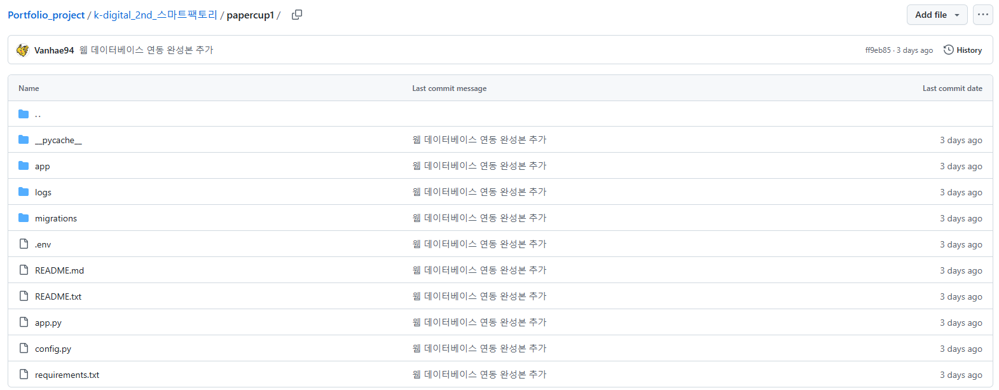 Portfolio_project / k-digital_2nd_스마트팩토리 / papercup1 /
Add file
Vanhae94 웹 데이터베이스 연동 완성본 추가 ff9eb85 · 3 days ago History
Name Last commit message Last commit date
..
__pycache__ 웹 데이터베이스 연동 완성본 추가 3 days ago
app 웹 데이터베이스 연동 완성본 추가 3 days ago
logs 웹 데이터베이스 연동 완성본 추가 3 days ago
migrations 웹 데이터베이스 연동 완성본 추가 3 days ago
.env 웹 데이터베이스 연동 완성본 추가 3 days ago
README.md 웹 데이터베이스 연동 완성본 추가 3 days ago
README.txt 웹 데이터베이스 연동 완성본 추가 3 days ago
app.py 웹 데이터베이스 연동 완성본 추가 3 days ago
config.py 웹 데이터베이스 연동 완성본 추가 3 days ago
requirements.txt 웹 데이터베이스 연동 완성본 추가 3 days ago